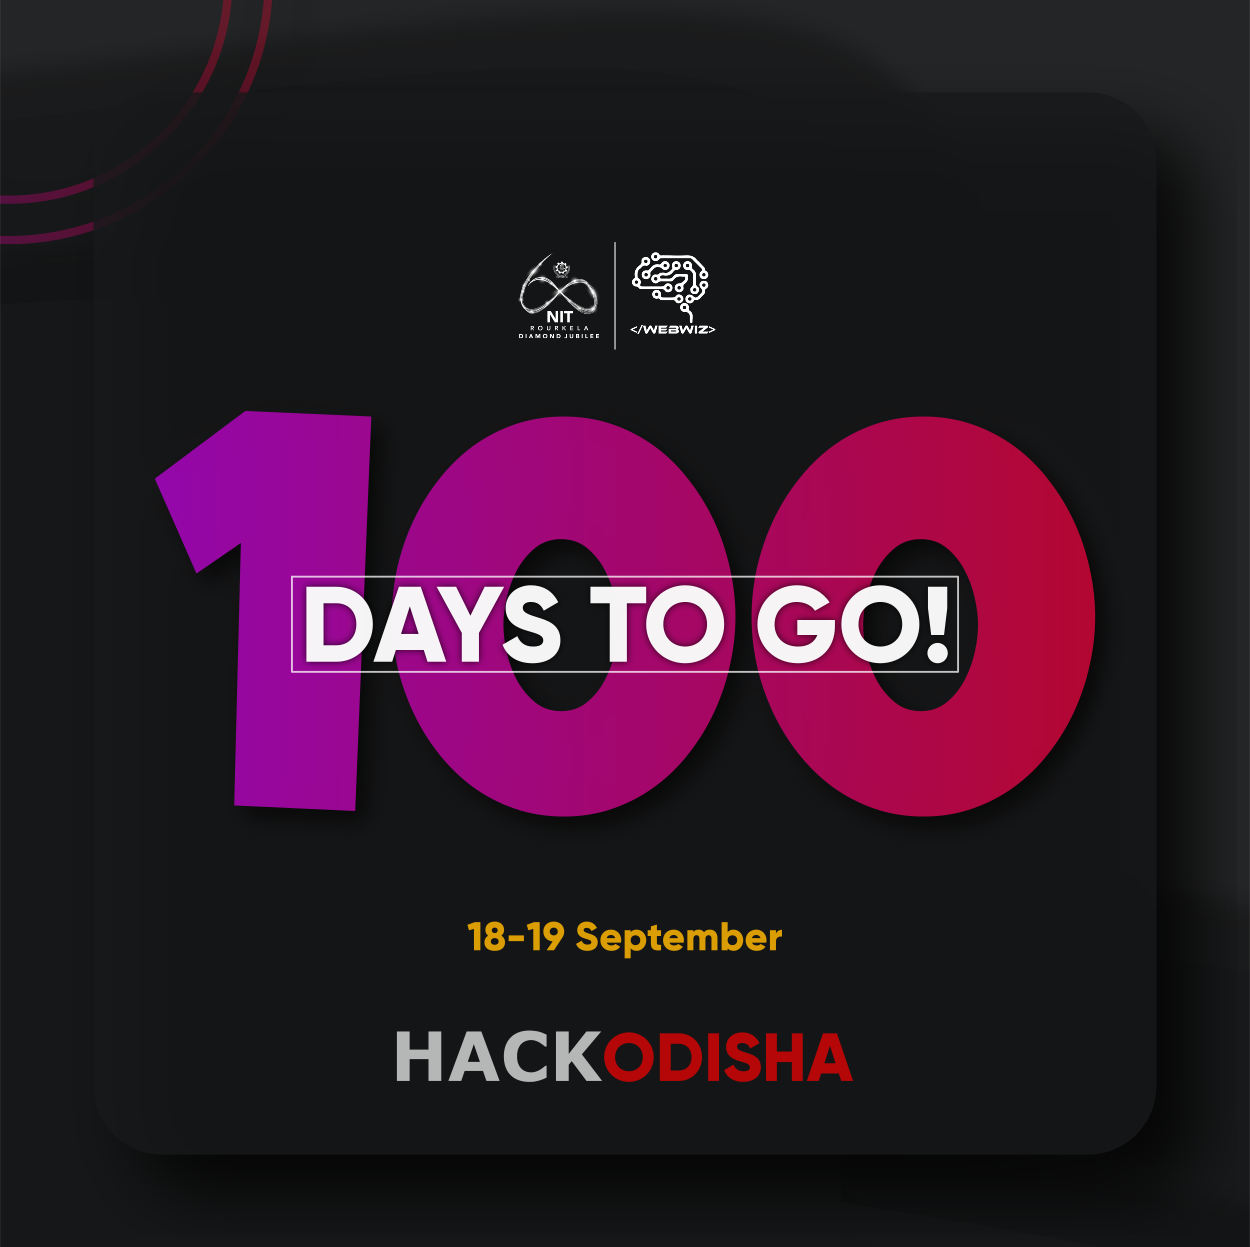 NIT
ROURKELA
DIAMOND JUBILEE
</WEBWIZ>
100
DAYS TO GO!
18-19 September
HACKODISHA